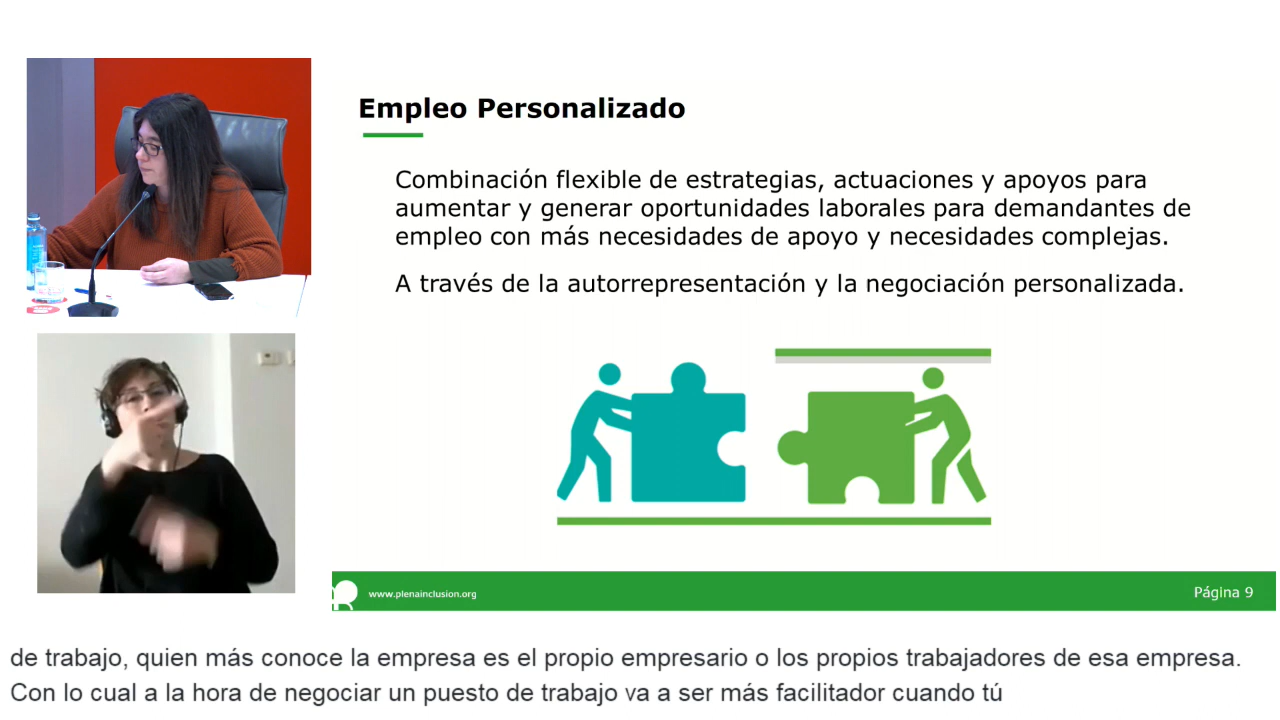 Empleo Personalizado
Combinación flexible de estrategias, actuaciones y apoyos para
aumentar y generar oportunidades laborales para demandantes de
empleo con más necesidades de apoyo y necesidades complejas.
A través de la autorrepresentación y la negociación personalizada.
www.plenainclusion.org
Página 9
de trabajo, quien más conoce la empresa es el propio empresario o los propios trabajadores de esa empresa.
Con lo cual a la hora de negociar un puesto de trabajo va a ser más facilitador cuando tú